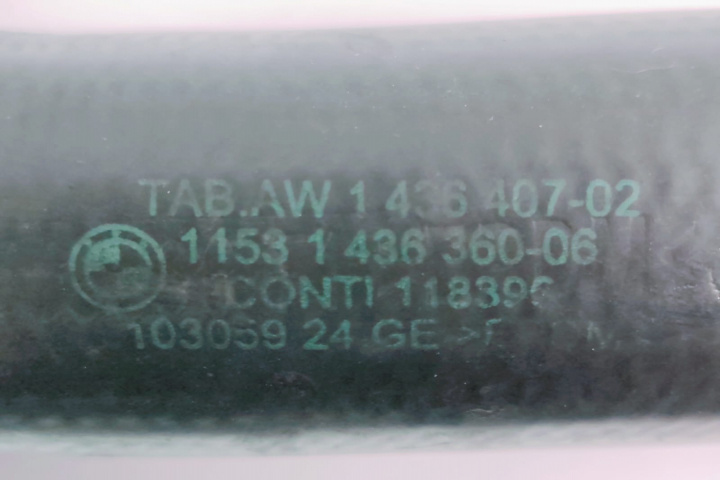 TAB..AW 1 436 407-02
1153 1 436 360-06
CONTI
103059 24 GE